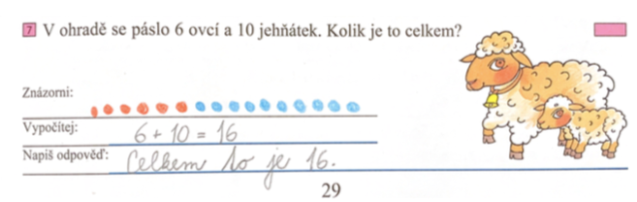 7 V ohradě se páslo 6 ovcí a 10 jehňátek. Kolik je to celkem?
Znázorni:
Vypočítej: 6 + 10 = 16
Napiš odpověď: Celkem to je 16.
29